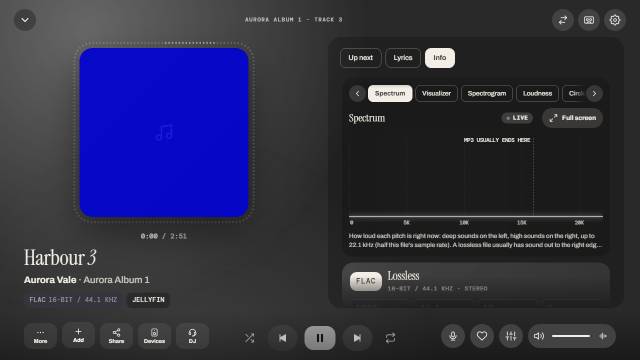 AURORA ALBUM 1 · TRACK 3
0:00 / 2:51
Harbour 3
Aurora Vale · Aurora Album 1
FLAC 16-BIT / 44.1 KHZ JELLYFIN
More Add Share Devices DJ
Up next Lyrics Info
Spectrum Visualizer Spectrogram Loudness
Spectrum LIVE Full screen
MP3 USUALLY ENDS HERE
0 5K 10K 15K 20K
How loud each pitch is right now: deep sounds on the left, high sounds on the right, up to
22.1 kHz (half this file's sample rate). A lossless file usually has sound out to the right edg...
FLAC Lossless
16-BIT / 44.1 KHZ · STEREO